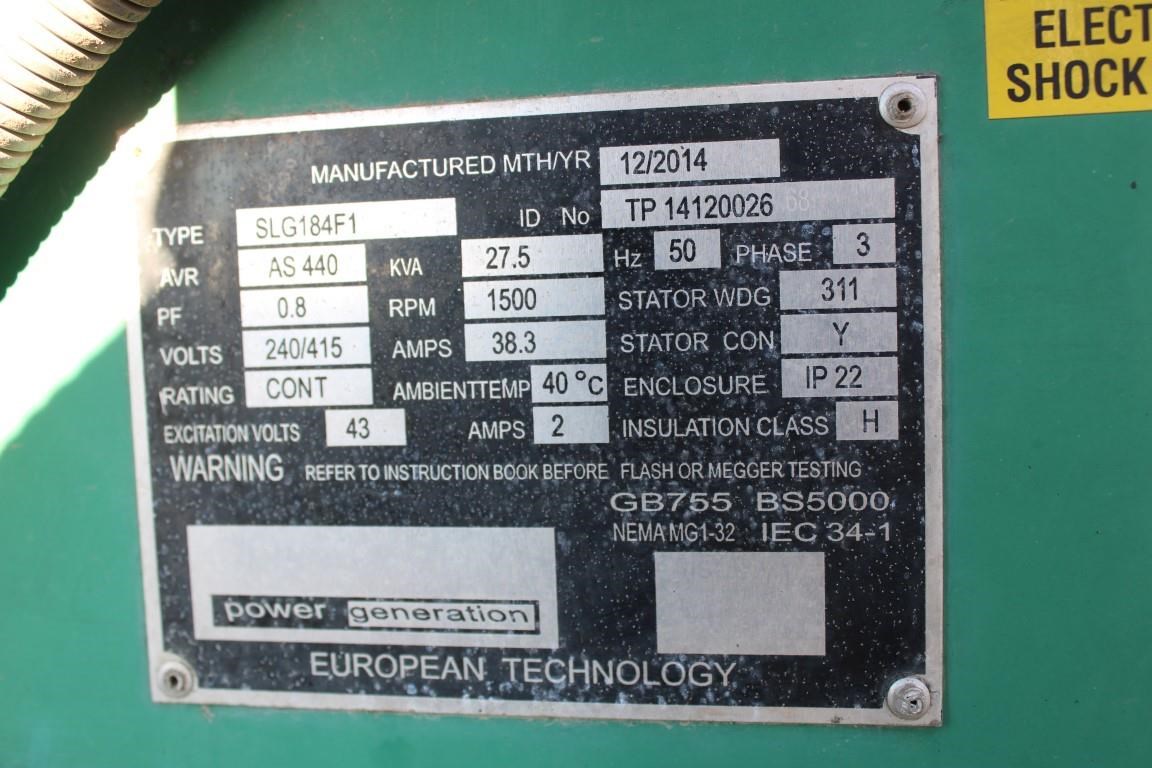 ELECT
SHOCK
MANUFACTURED MTH/YR 12/2014
TYPE SLG184F1 ID No TP 14120026 68
AVR AS 440 KVA 27.5 Hz 50 PHASE 3
PF 0.8 RPM 1500 STATOR WDG 311
VOLTS 240/415 AMPS 38.3 STATOR CON Y
RATING CONT AMBIENTTEMP 40 °C ENCLOSURE IP 22
EXCITATION VOLTS 43 AMPS 2 INSULATION CLASS H
WARNING REFER TO INSTRUCTION BOOK BEFORE FLASH OR MEGGER TESTING
GB755 BS5000
NEMA MG1-32 IEC 34-1
power generation
EUROPEAN TECHNOLOGY